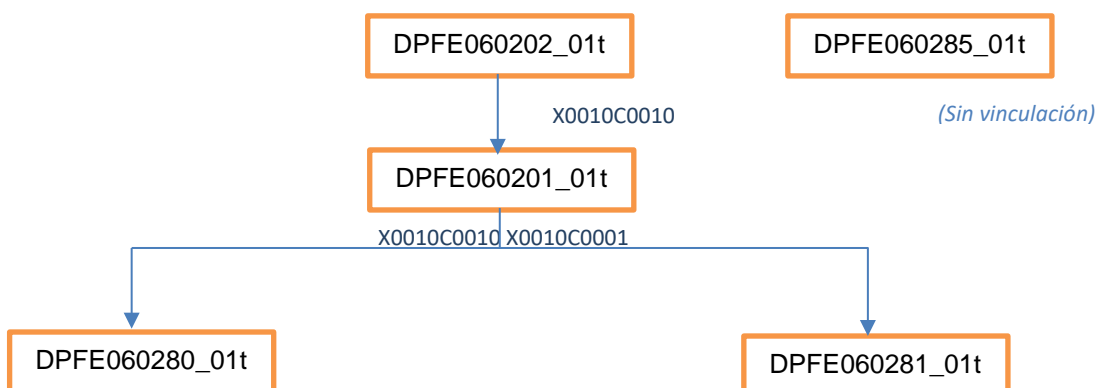 DPFE060202_01t
DPFE060285_01t
X0010C0010
(Sin vinculación)
DPFE060201_01t
X0010C0010 X0010C0001
DPFE060280_01t
DPFE060281_01t